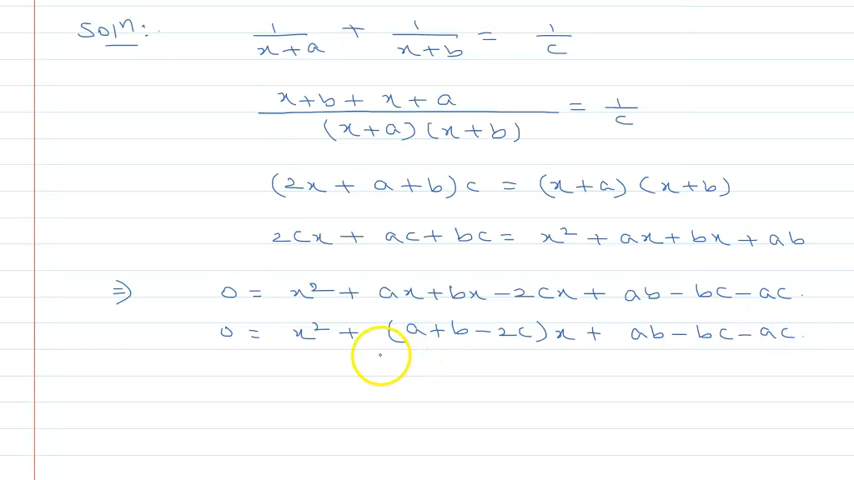 Soln: 1/(x+a) + 1/(x+b) = 1/c
(x+b+x+a)/((x+a)(x+b)) = 1/c
(2x+a+b)c = (x+a)(x+b)
2cx + ac+bc = x² + ax+bx+ab
⇒ 0 = x² + ax+bx-2cx + ab-bc-ac.
0 = x² + (a+b-2c)x + ab-bc-ac.